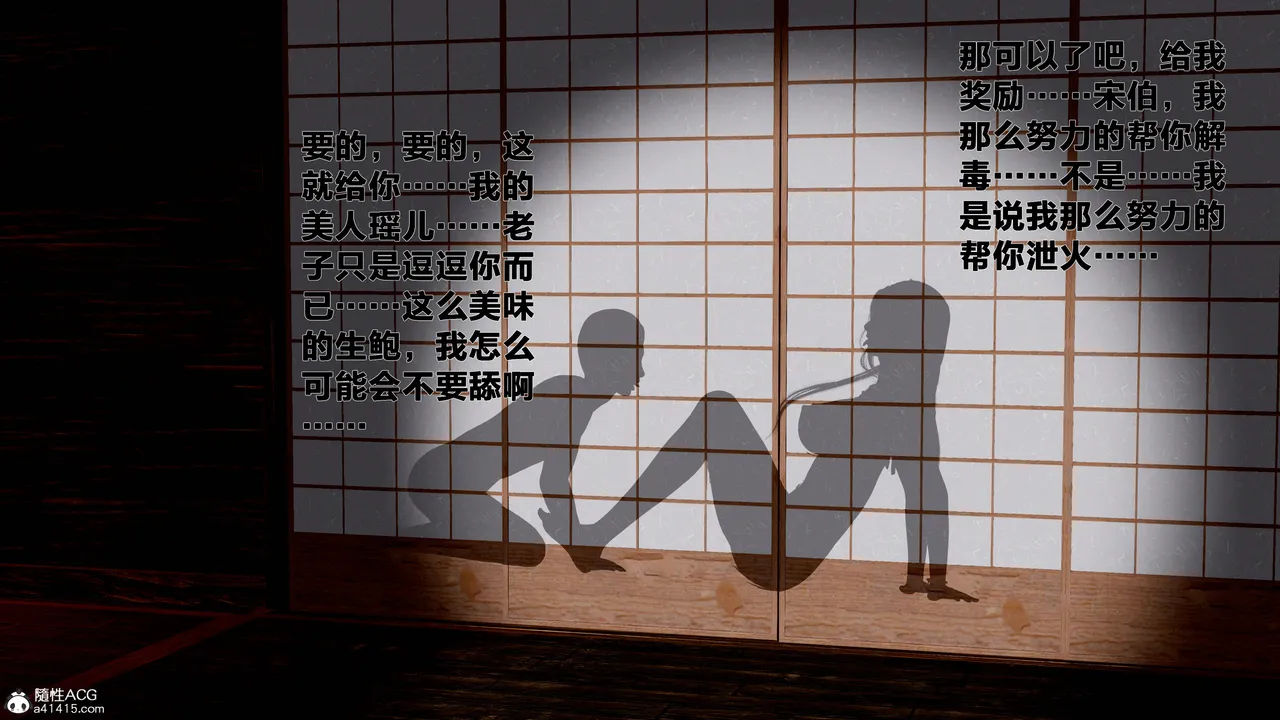 那可以了吧，给我
奖励……宋伯，我
那么努力的帮你解
毒……不是……我
是说我那么努力的
帮你泄火……
要的，要的，这
就给你……我的
美人瑶儿……老
子只是逗逗你而
已……这么美味
的生鲍，我怎么
可能会不要舔啊
……
隨性ACG
a41415.com